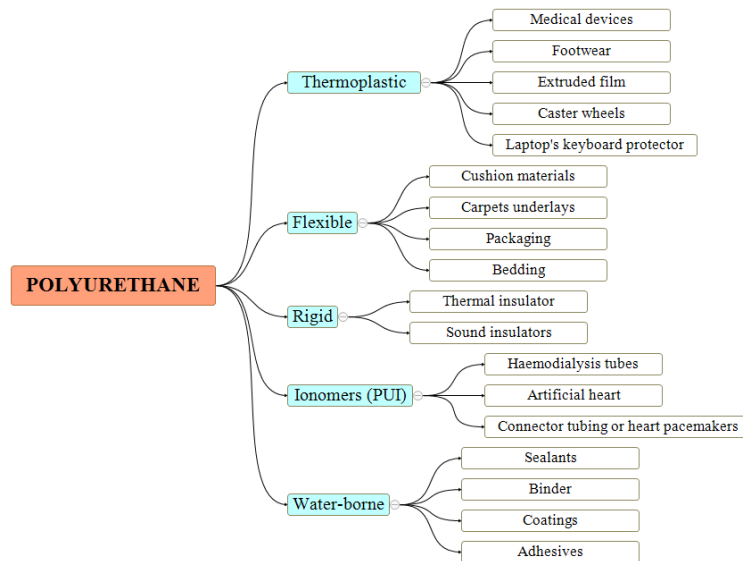 POLYURETHANE
Thermoplastic
Medical devices
Footwear
Extruded film
Caster wheels
Laptop's keyboard protector
Flexible
Cushion materials
Carpets underlays
Packaging
Bedding
Rigid
Thermal insulator
Sound insulators
Ionomers (PUI)
Haemodialysis tubes
Artificial heart
Connector tubing or heart pacemakers
Water-borne
Sealants
Binder
Coatings
Adhesives